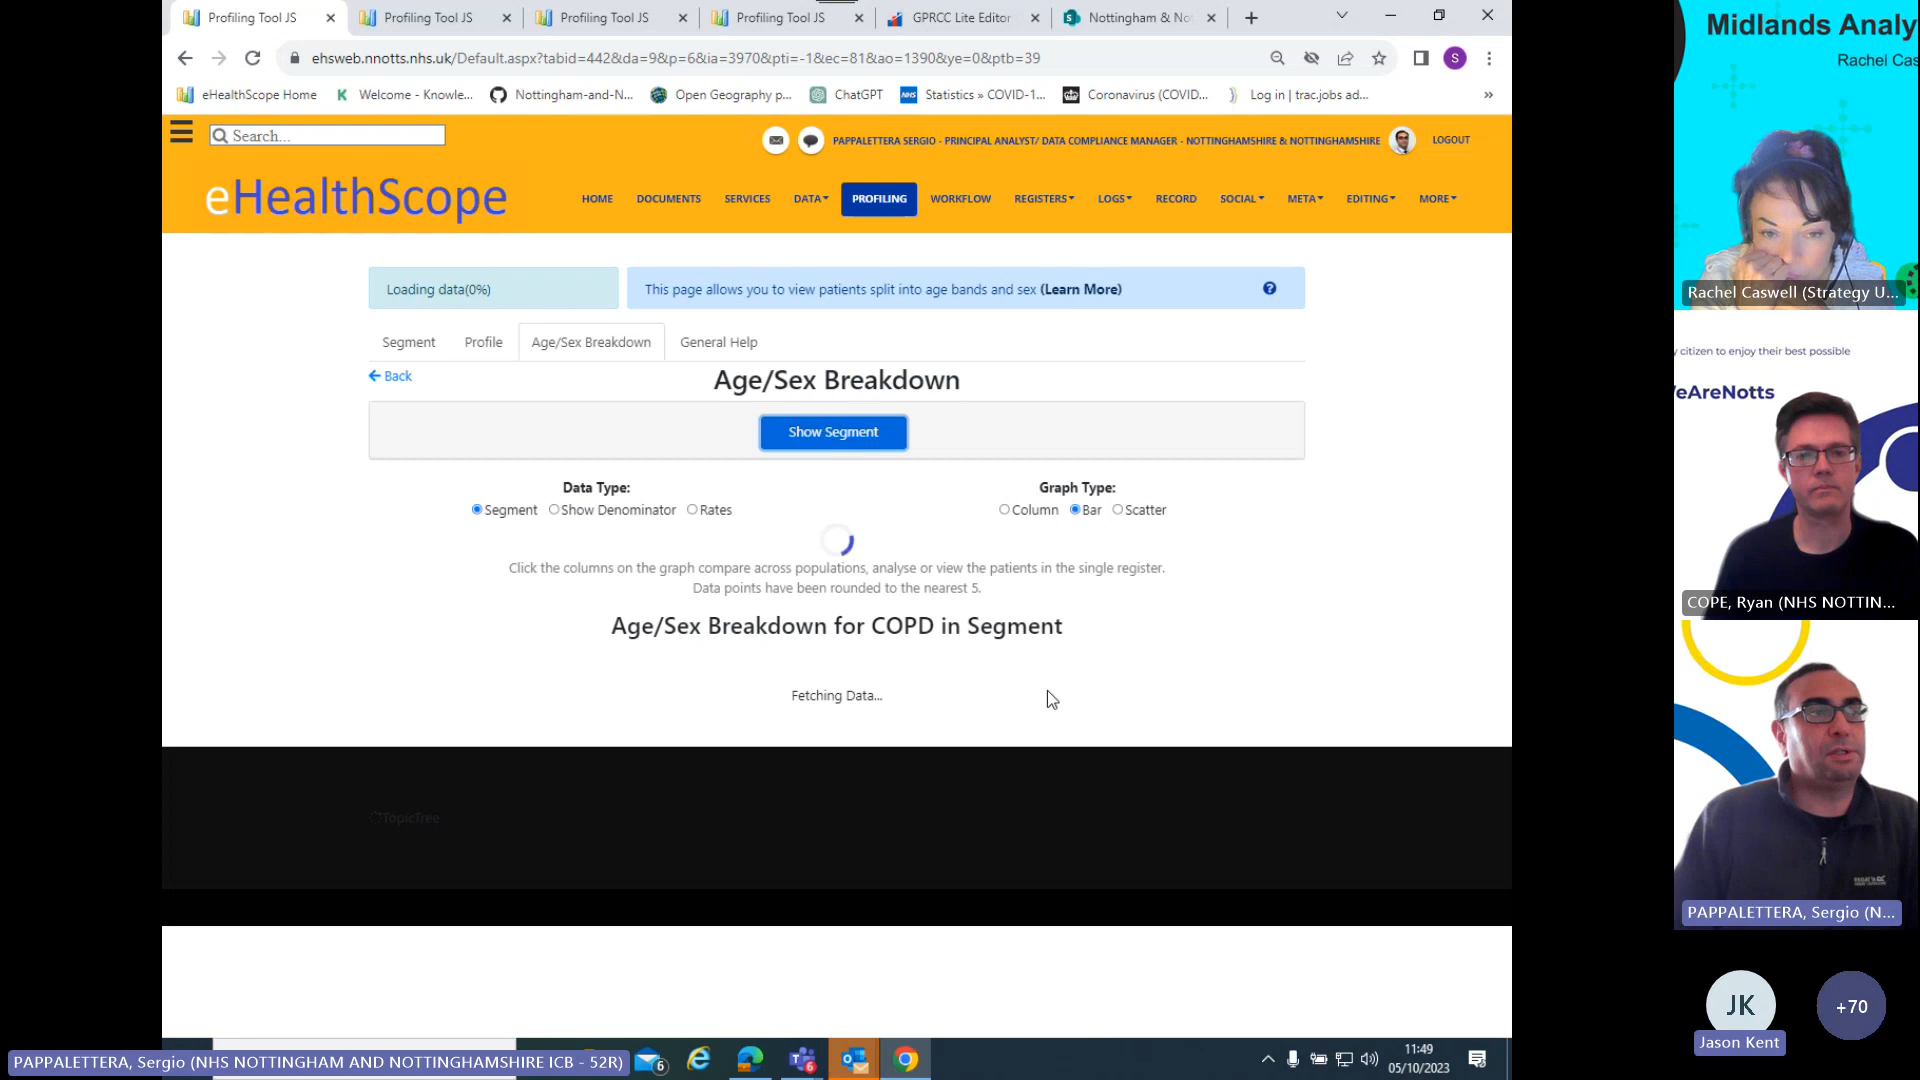 Profiling Tool JS
Profiling Tool JS
Profiling Tool JS
Profiling Tool JS
GPRCC Lite Editor
Nottingham & No
ehsweb.nnotts.nhs.uk/Default.aspx?tabid=442&da=9&p=6&ia=3970&pti=-1&ec=81&ao=1390&ye=0&ptb=39
S
eHealthScope Home
Welcome - Knowle...
Nottingham-and-N...
Open Geography p...
ChatGPT
NHS
Statistics » COVID-1...
Coronavirus (COVID...
Log in | trac.jobs ad...
»
Search...
PAPPALETTERA SERGIO - PRINCIPAL ANALYST/ DATA COMPLIANCE MANAGER - NOTTINGHAMSHIRE & NOTTINGHAMSHIRE
LOGOUT
eHealthScope
HOME DOCUMENTS SERVICES DATA PROFILING WORKFLOW REGISTERS LOGS RECORD SOCIAL META EDITING MORE
Loading data(0%)
This page allows you to view patients split into age bands and sex (Learn More)
Segment Profile Age/Sex Breakdown General Help
Back
Age/Sex Breakdown
Show Segment
Data Type:
Segment Show Denominator Rates
Graph Type:
Column Bar Scatter
Click the columns on the graph compare across populations, analyse or view the patients in the single register.
Data points have been rounded to the nearest 5.
Age/Sex Breakdown for COPD in Segment
Fetching Data...
TopicTree
PAPPALETTERA, Sergio (NHS NOTTINGHAM AND NOTTINGHAMSHIRE ICB - 52R)
6
6
11:49
05/10/2023
Midlands Analy
Rachel Cas
Rachel Caswell (Strategy U...
y citizen to enjoy their best possible
eAreNotts
COPE, Ryan (NHS NOTTIN...
PAPPALETTERA, Sergio (N...
JK
+70
Jason Kent